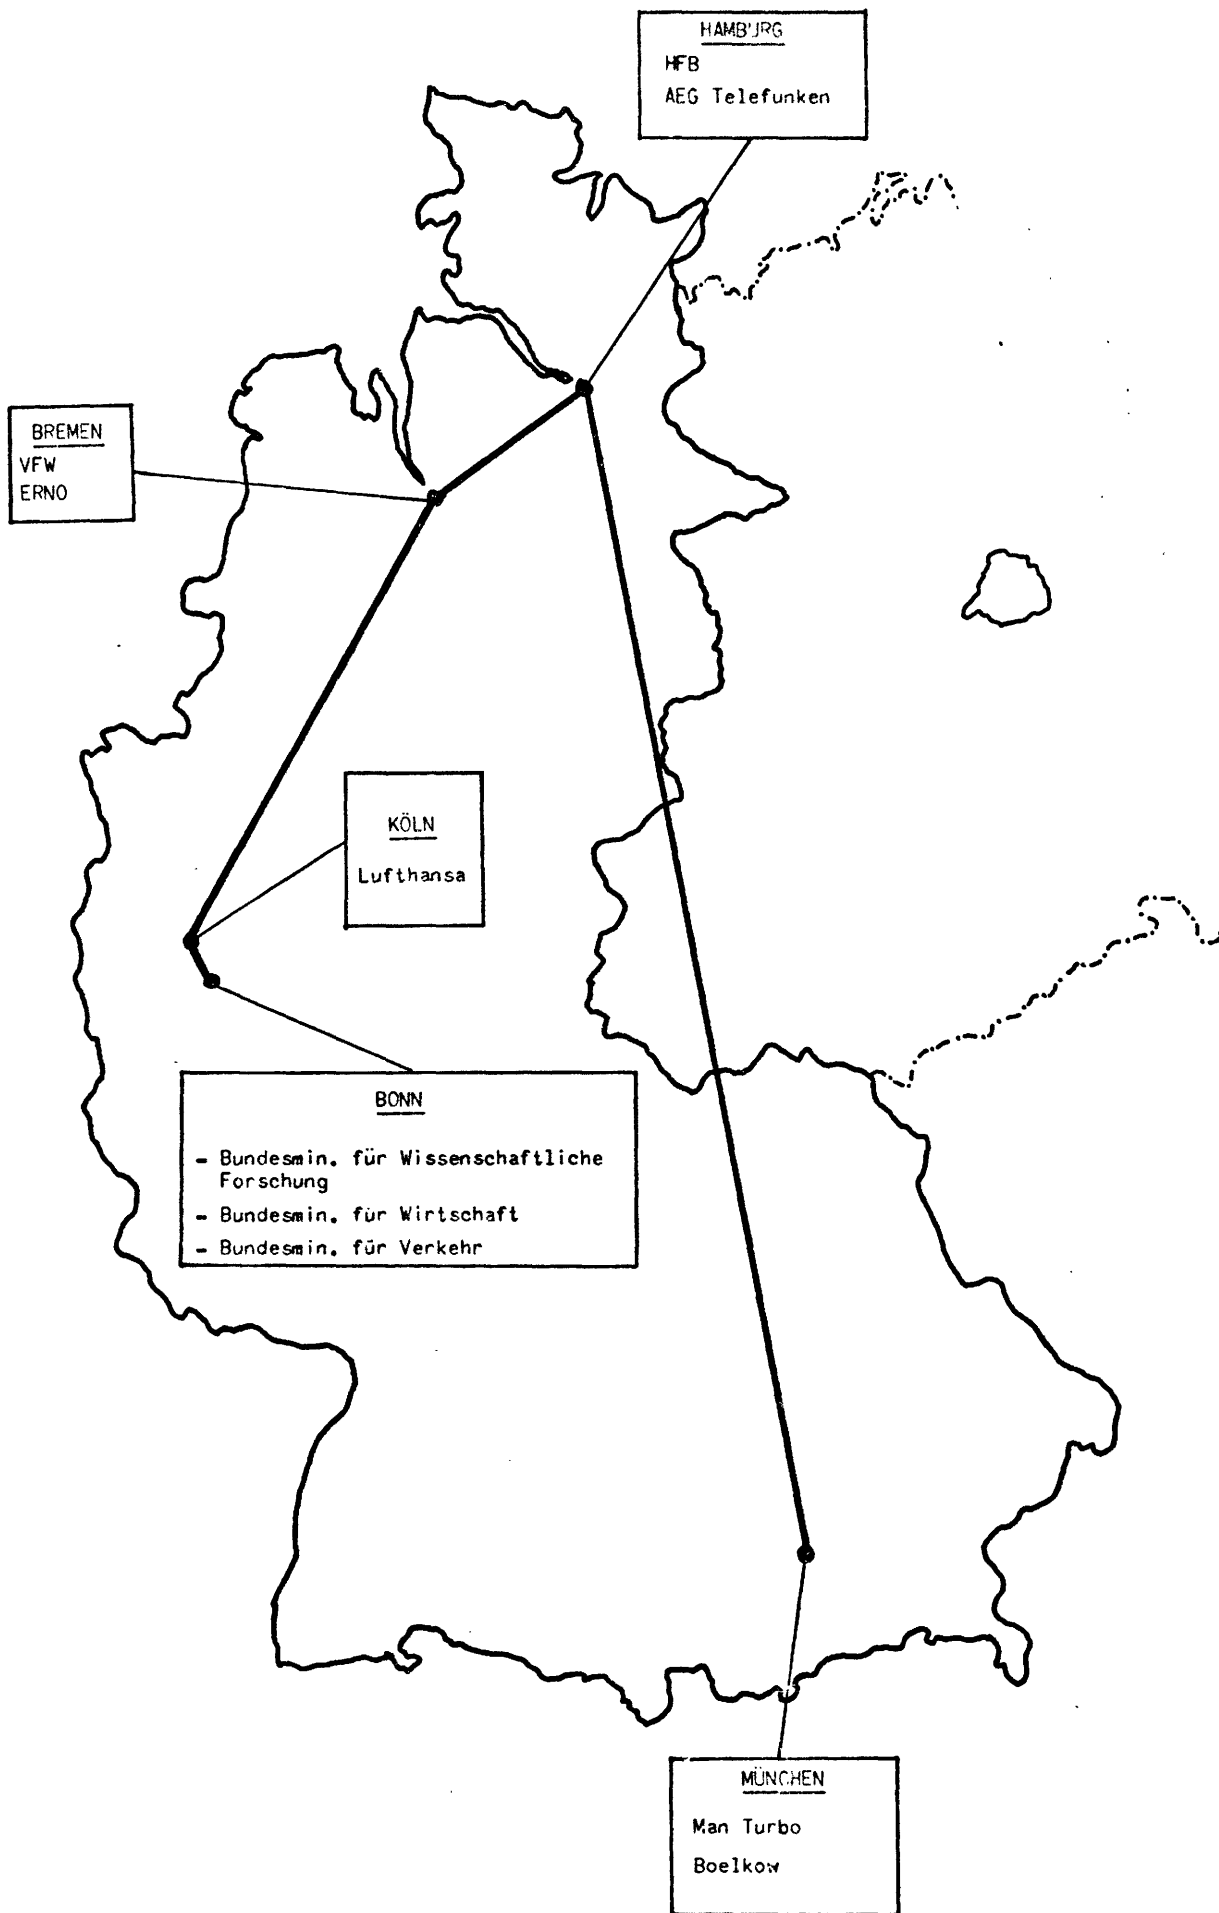 HAMBURG
HFB
AEG Telefunken
BREMEN
VFW
ERNO
KÖLN
Lufthansa
BONN
- Bundesmin. für Wissenschaftliche
Forschung
- Bundesmin. für Wirtschaft
- Bundesmin. für Verkehr
MÜNCHEN
Man Turbo
Boelkow